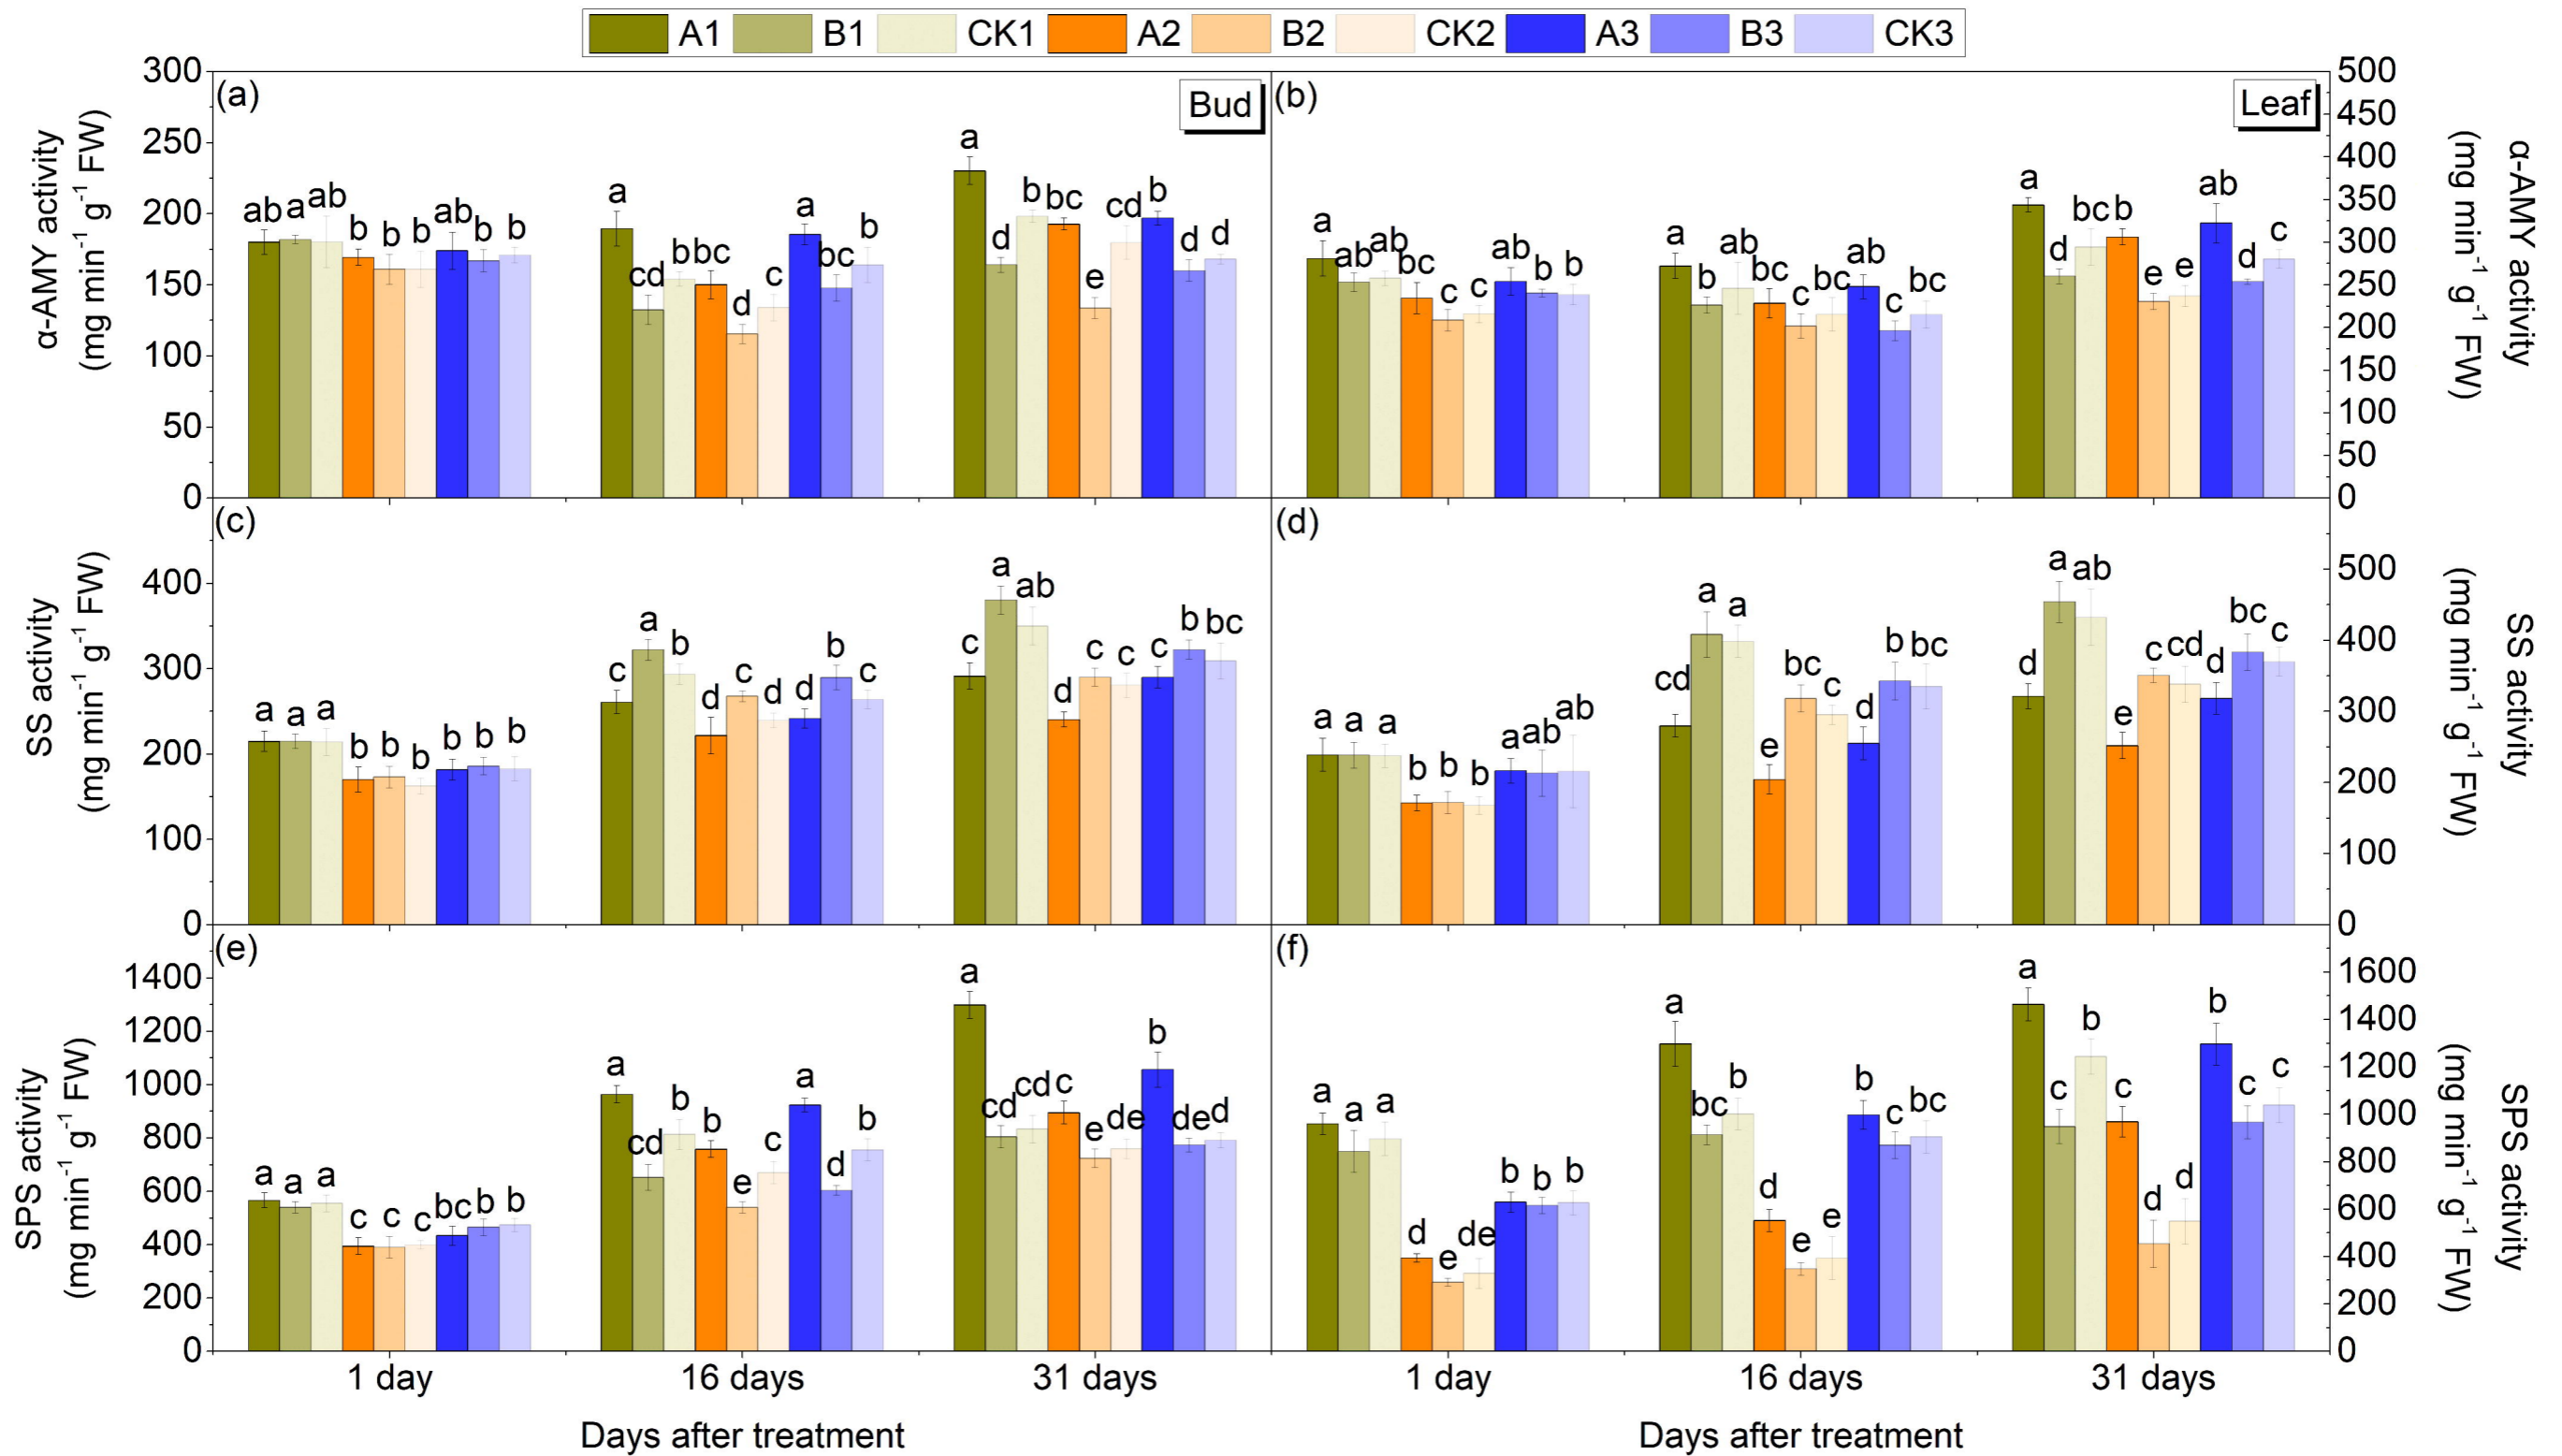 A1 B1 CK1 A2 B2 CK2 A3 B3 CK3
(a) Bud
α-AMY activity
(mg min⁻¹ g⁻¹ FW)
300
250
200
150
100
50
0
ab a ab b b b ab b b
a cd b bc d c a bc b
a d b bc e cd b d d
(b) Leaf
α-AMY activity
(mg min⁻¹ g⁻¹ FW)
500
450
400
350
300
250
200
150
100
50
0
a ab ab bc c c ab b b
a b ab bc c bc ab c bc
a d bc b e e ab d c
(c)
SS activity
(mg min⁻¹ g⁻¹ FW)
400
300
200
100
0
a a a b b b b b b
c a b d c d d b c
c a ab d c c c b bc
(d)
SS activity
(mg min⁻¹ g⁻¹ FW)
500
400
300
200
100
0
a a a b b b a ab ab
cd a a e bc c d b bc
d a ab e c cd d bc c
(e)
SPS activity
(mg min⁻¹ g⁻¹ FW)
1400
1200
1000
800
600
400
200
0
a a a c c c bc b b
a cd b b e c a d b
a cd cd c e de b de d
1 day 16 days 31 days
Days after treatment
(f)
SPS activity
(mg min⁻¹ g⁻¹ FW)
1600
1400
1200
1000
800
600
400
200
0
a a a d e de b b b
a bc b d e e b c bc
a c b c d d b c c
1 day 16 days 31 days
Days after treatment